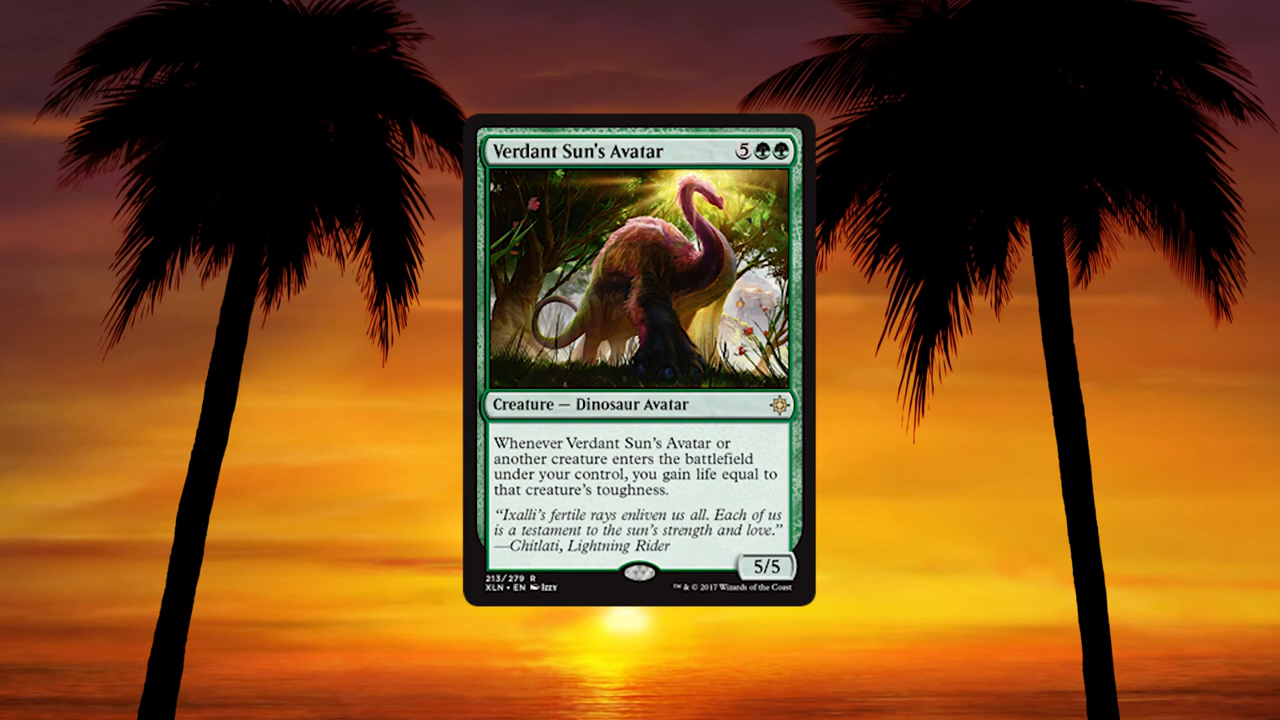 Verdant Sun's Avatar 5
Creature — Dinosaur Avatar
Whenever Verdant Sun's Avatar or
another creature enters the battlefield
under your control, you gain life equal to
that creature's toughness.
“Ixalli's fertile rays enliven us all. Each of us
is a testament to the sun's strength and love.”
—Chitlati, Lightning Rider
5/5
213/279 R
XLN • EN Izzy
™ & © 2017 Wizards of the Coast